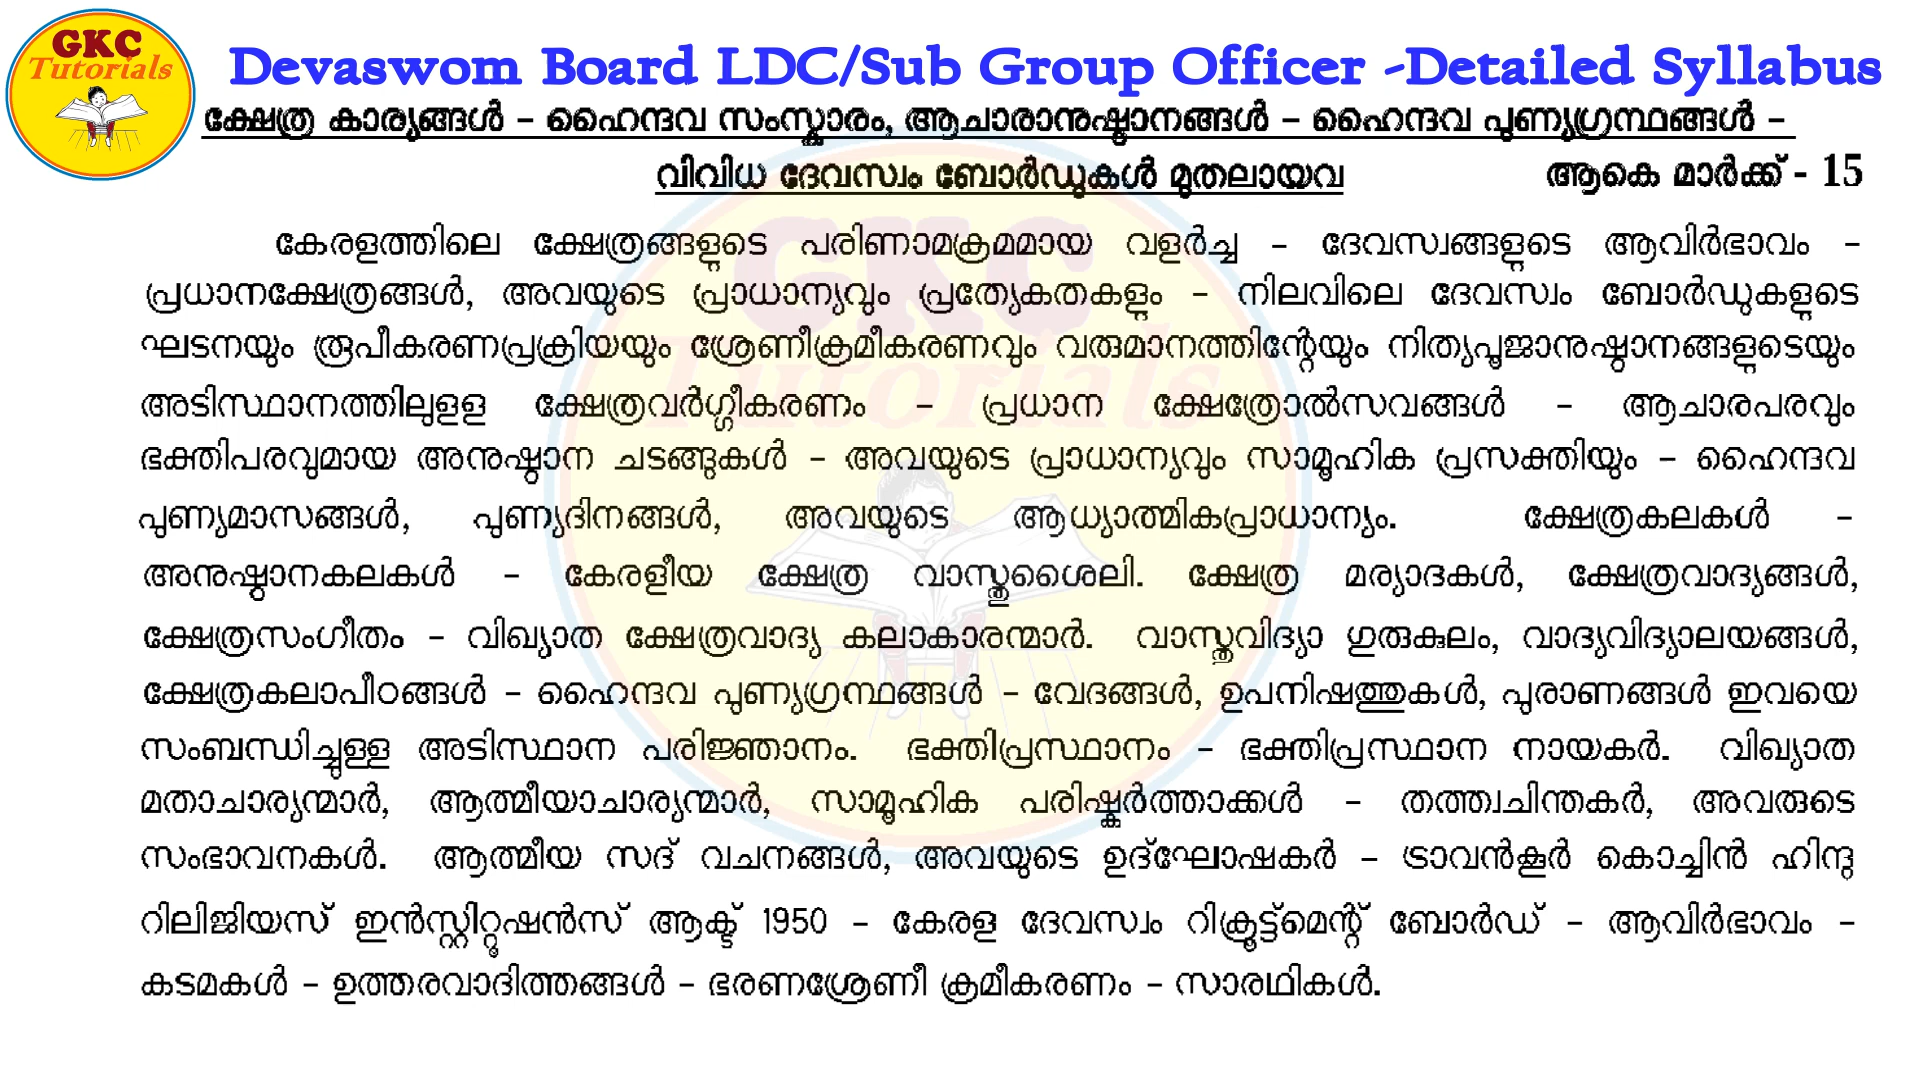 GKC
Tutorials
Devaswom Board LDC/Sub Group Officer -Detailed Syllabus
ക്ഷേത്ര കാര്യങ്ങൾ – ഹൈന്ദവ സംസ്കാരം, ആചാരാനുഷ്ഠാനങ്ങൾ – ഹൈന്ദവ പുണ്യഗ്രന്ഥങ്ങൾ –
വിവിധ ദേവസ്വം ബോർഡുകൾ മുതലായവ ആകെ മാർക്ക് - 15
കേരളത്തിലെ ക്ഷേത്രങ്ങളുടെ പരിണാമക്രമമായ വളർച്ച – ദേവസ്വങ്ങളുടെ ആവിർഭാവം –
പ്രധാനക്ഷേത്രങ്ങൾ, അവയുടെ പ്രാധാന്യവും പ്രത്യേകതകളും – നിലവിലെ ദേവസ്വം ബോർഡുകളുടെ
ഘടനയും രൂപീകരണപ്രക്രിയയും ശ്രേണീക്രമീകരണവും വരുമാനത്തിന്റേയും നിത്യപൂജാനുഷ്ഠാനങ്ങളുടെയും
അടിസ്ഥാനത്തിലുളള ക്ഷേത്രവർഗ്ഗീകരണം – പ്രധാന ക്ഷേത്രോൽസവങ്ങൾ – ആചാരപരവും
ഭക്തിപരവുമായ അനുഷ്ഠാന ചടങ്ങുകൾ – അവയുടെ പ്രാധാന്യവും സാമൂഹിക പ്രസക്തിയും – ഹൈന്ദവ
പുണ്യമാസങ്ങൾ, പുണ്യദിനങ്ങൾ, അവയുടെ ആധ്യാത്മികപ്രാധാന്യം. ക്ഷേത്രകലകൾ –
അനുഷ്ഠാനകലകൾ – കേരളീയ ക്ഷേത്ര വാസ്തുശൈലി. ക്ഷേത്ര മര്യാദകൾ, ക്ഷേത്രവാദ്യങ്ങൾ,
ക്ഷേത്രസംഗീതം – വിഖ്യാത ക്ഷേത്രവാദ്യ കലാകാരന്മാർ. വാസ്തുവിദ്യാ ഗുരുകുലം, വാദ്യവിദ്യാലയങ്ങൾ,
ക്ഷേത്രകലാപീഠങ്ങൾ – ഹൈന്ദവ പുണ്യഗ്രന്ഥങ്ങൾ – വേദങ്ങൾ, ഉപനിഷത്തുകൾ, പുരാണങ്ങൾ ഇവയെ
സംബന്ധിച്ചുള്ള അടിസ്ഥാന പരിജ്ഞാനം. ഭക്തിപ്രസ്ഥാനം – ഭക്തിപ്രസ്ഥാന നായകർ. വിഖ്യാത
മതാചാര്യന്മാർ, ആത്മീയാചാര്യന്മാർ, സാമൂഹിക പരിഷ്കർത്താക്കൾ – തത്ത്വചിന്തകർ, അവരുടെ
സംഭാവനകൾ. ആത്മീയ സദ് വചനങ്ങൾ, അവയുടെ ഉദ്ഘോഷകർ – ട്രാവൻകൂർ കൊച്ചിൻ ഹിന്ദു
റിലിജിയസ് ഇൻസ്റ്റിറ്റൂഷൻസ് ആക്ട് 1950 – കേരള ദേവസ്വം റിക്രൂട്ട്മെന്റ് ബോർഡ് – ആവിർഭാവം –
കടമകൾ – ഉത്തരവാദിത്തങ്ങൾ – ഭരണശ്രേണീ ക്രമീകരണം – സാരഥികൾ.